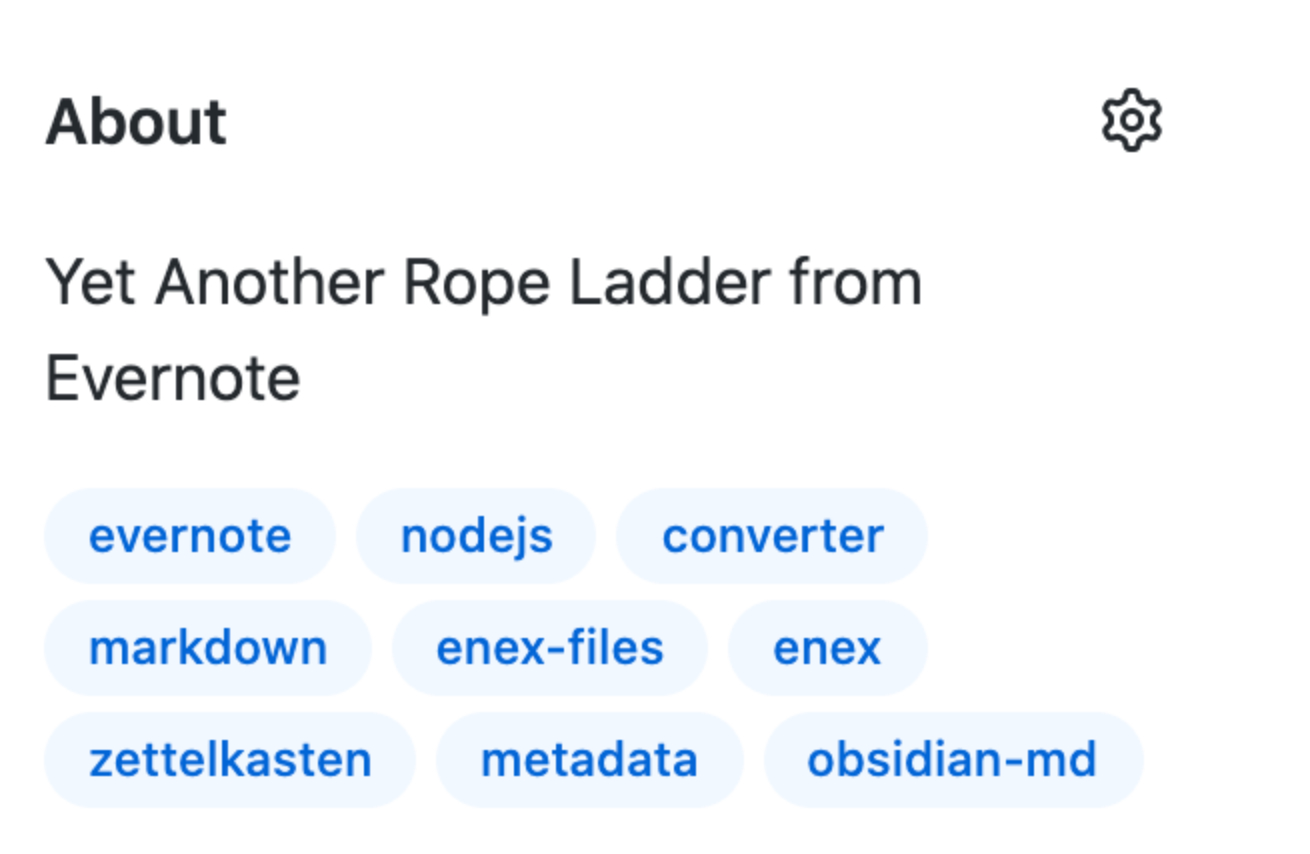 About
Yet Another Rope Ladder from
Evernote
evernote nodejs converter
markdown enex-files enex
zettelkasten metadata obsidian-md